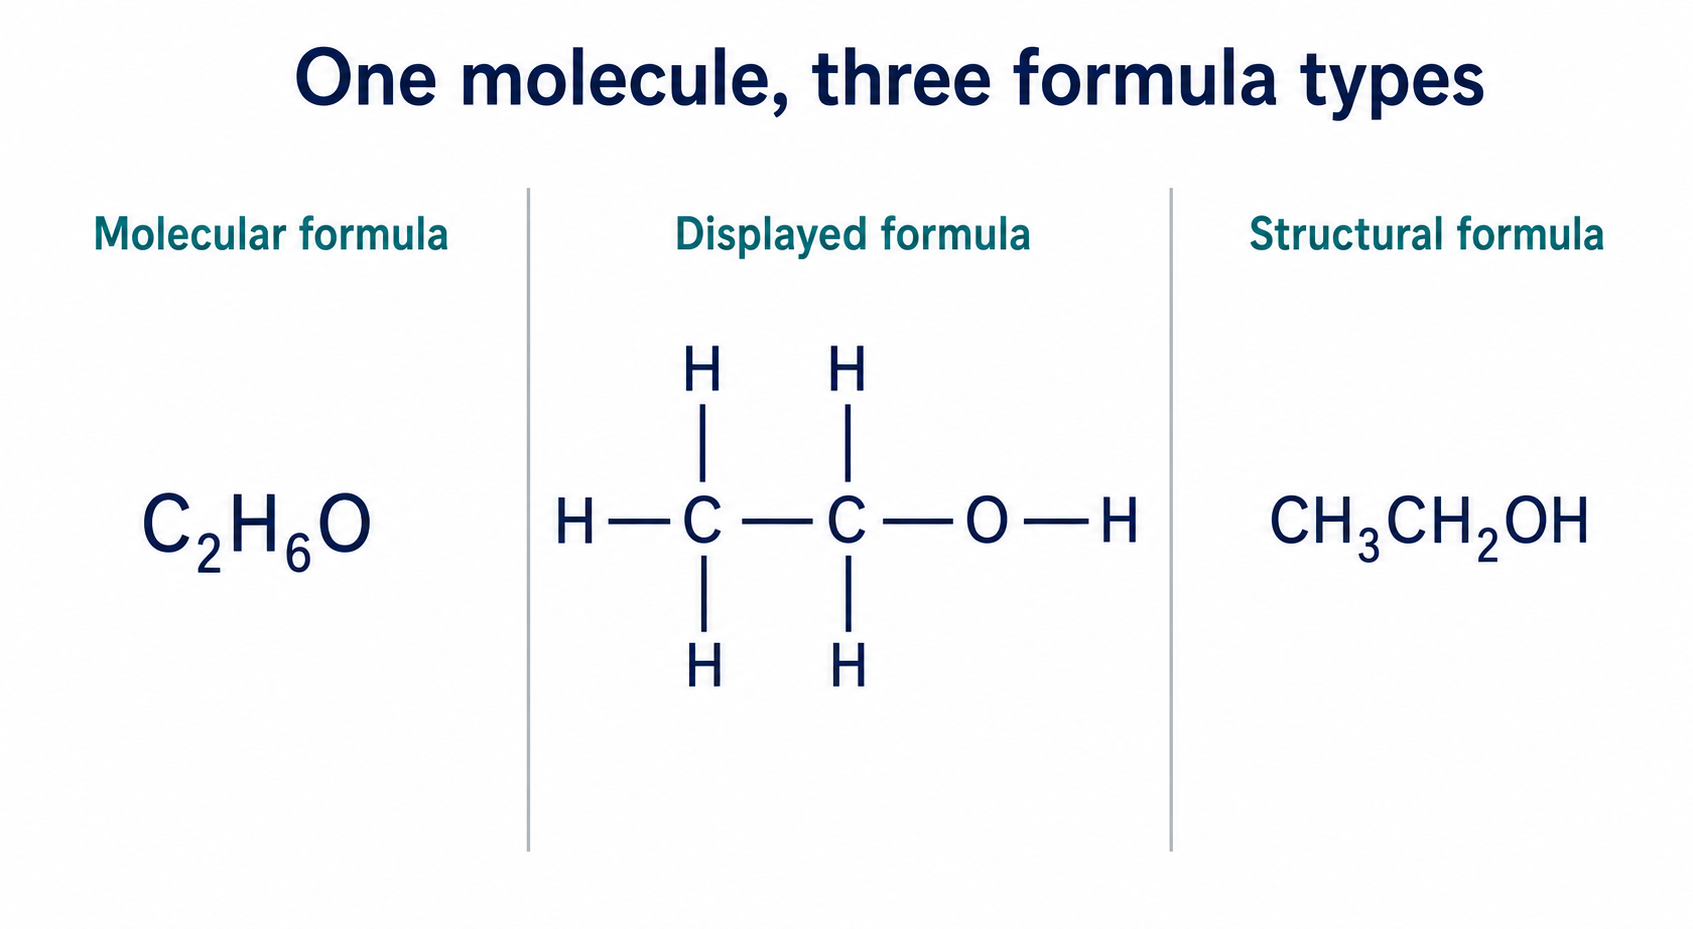 One molecule, three formula types
Molecular formula
C₂H₆O
Displayed formula
H H
H — C — C — O — H
H H
Structural formula
CH₃CH₂OH